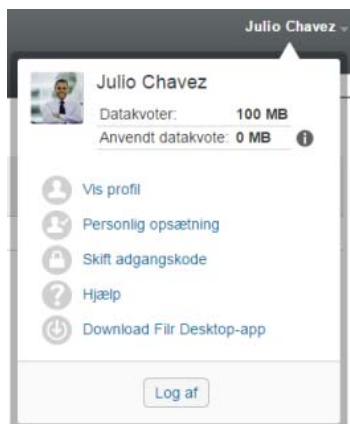 Julio Chavez
Julio Chavez
Datakvoter: 100 MB
Anvendt datakvote: 0 MB
Vis profil
Personlig opsætning
Skift adgangskode
Hjælp
Download Filr Desktop-app
Log af